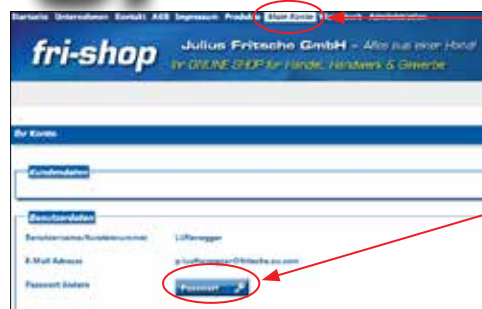 Startseite Unternehmen Kontakt AGB Impressum Produkte Mein Konto Administration
fri-shop
Julius Fritsche GmbH - Alles aus einer Hand!
Ihr ONLINE SHOP für Handel, Handwerk & Gewerbe
Ihr Konto
Kundendaten
Benutzerdaten
Benutzername/Kundennummer
E-Mail Adresse
Passwort ändern Passwort